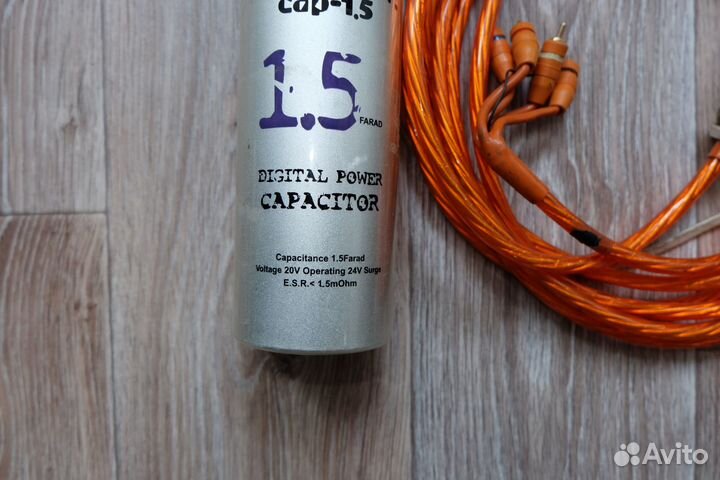 cap-1.5
1.5
FARAD
DIGITAL POWER
CAPACITOR
Capacitance 1.5Farad
Voltage 20V Operating 24V Surge
E.S.R.< 1.5mOhm
Avito